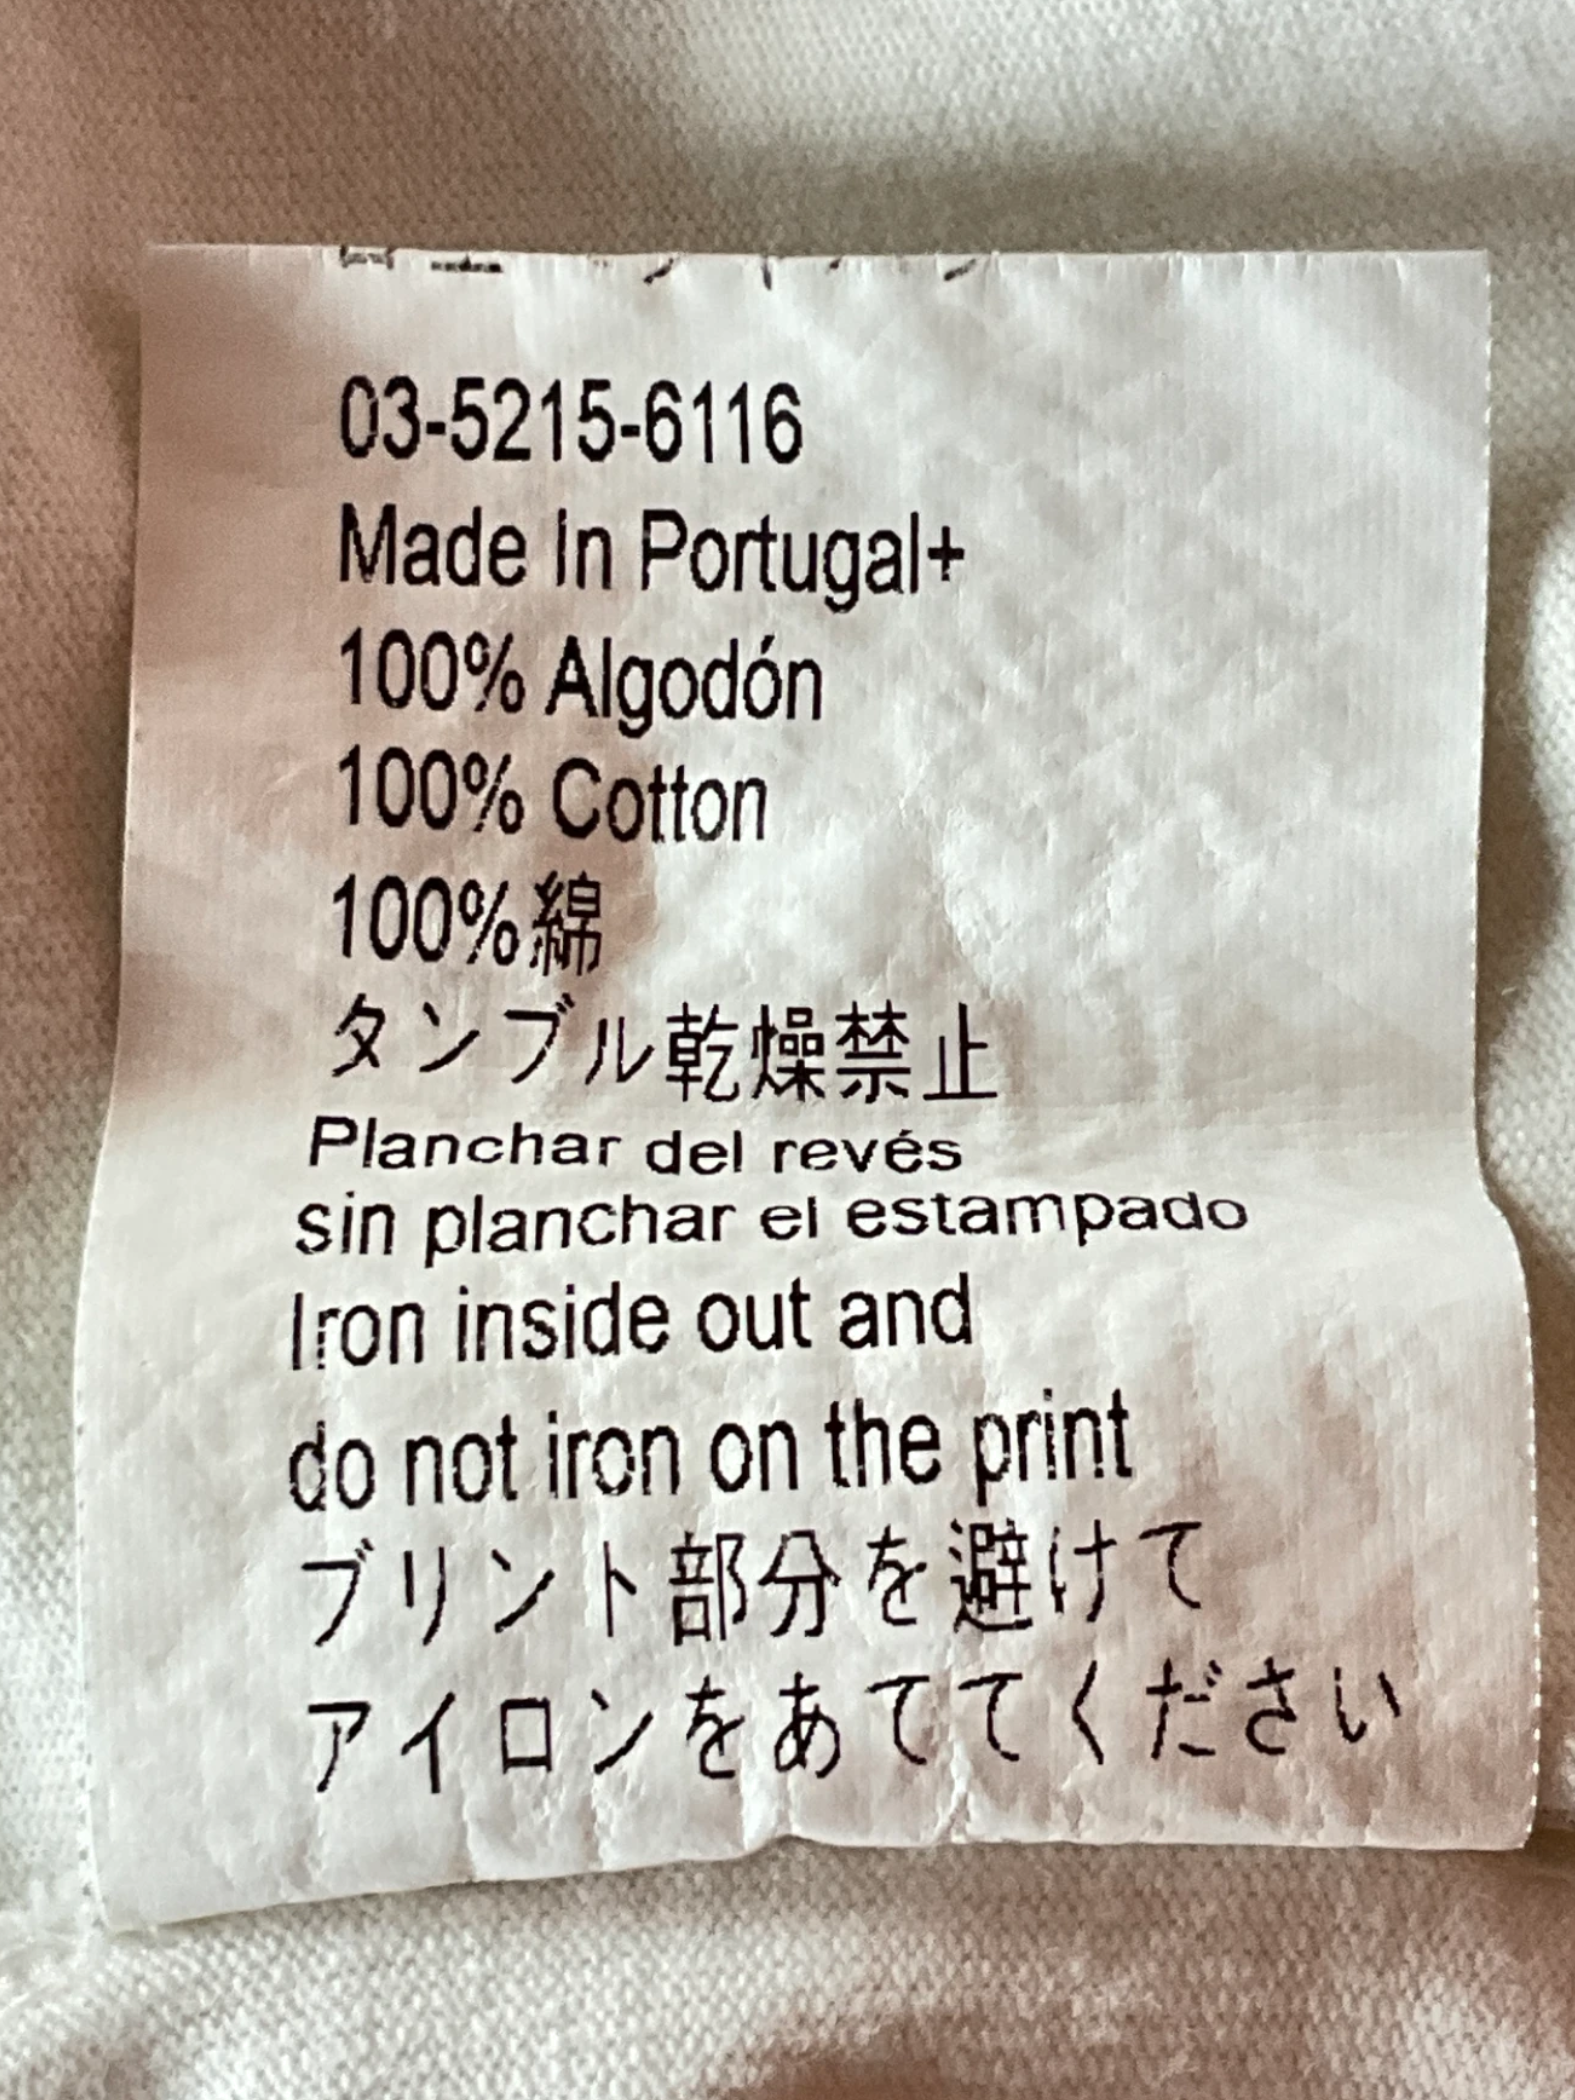 03-5215-6116
Made In Portugal+
100% Algodón
100% Cotton
100%綿
タンブル乾燥禁止
Planchar del revés
sin planchar el estampado
Iron inside out and
do not iron on the print
プリント部分を避けて
アイロンをあててください